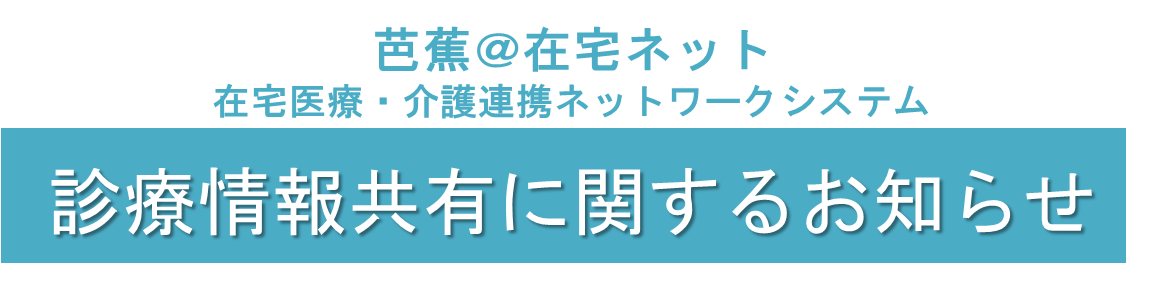 芭蕉＠在宅ネット
在宅医療・介護連携ネットワークシステム
診療情報共有に関するお知らせ